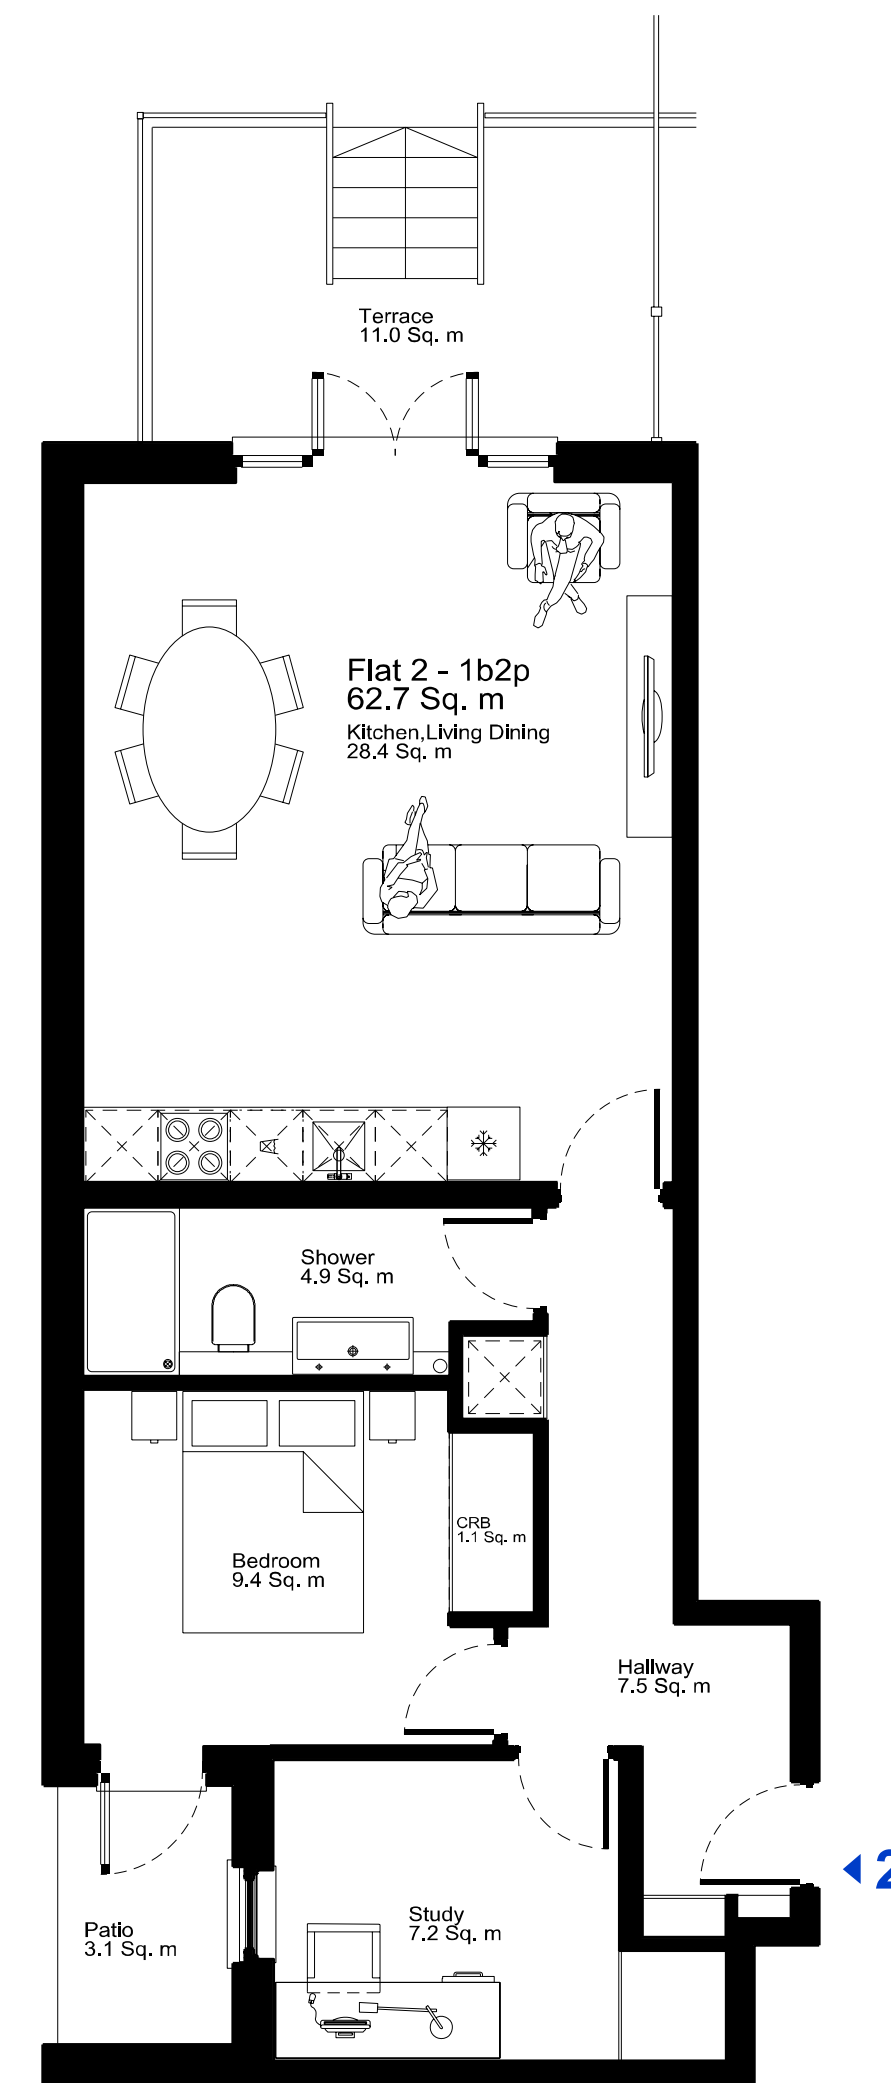 Terrace
11.0 Sq. m
Flat 2 - 1b2p
62.7 Sq. m
Kitchen,Living Dining
28.4 Sq. m
Shower
4.9 Sq. m
CRB
1.1 Sq. m
Bedroom
9.4 Sq. m
Hallway
7.5 Sq. m
2
Study
7.2 Sq. m
Patio
3.1 Sq. m